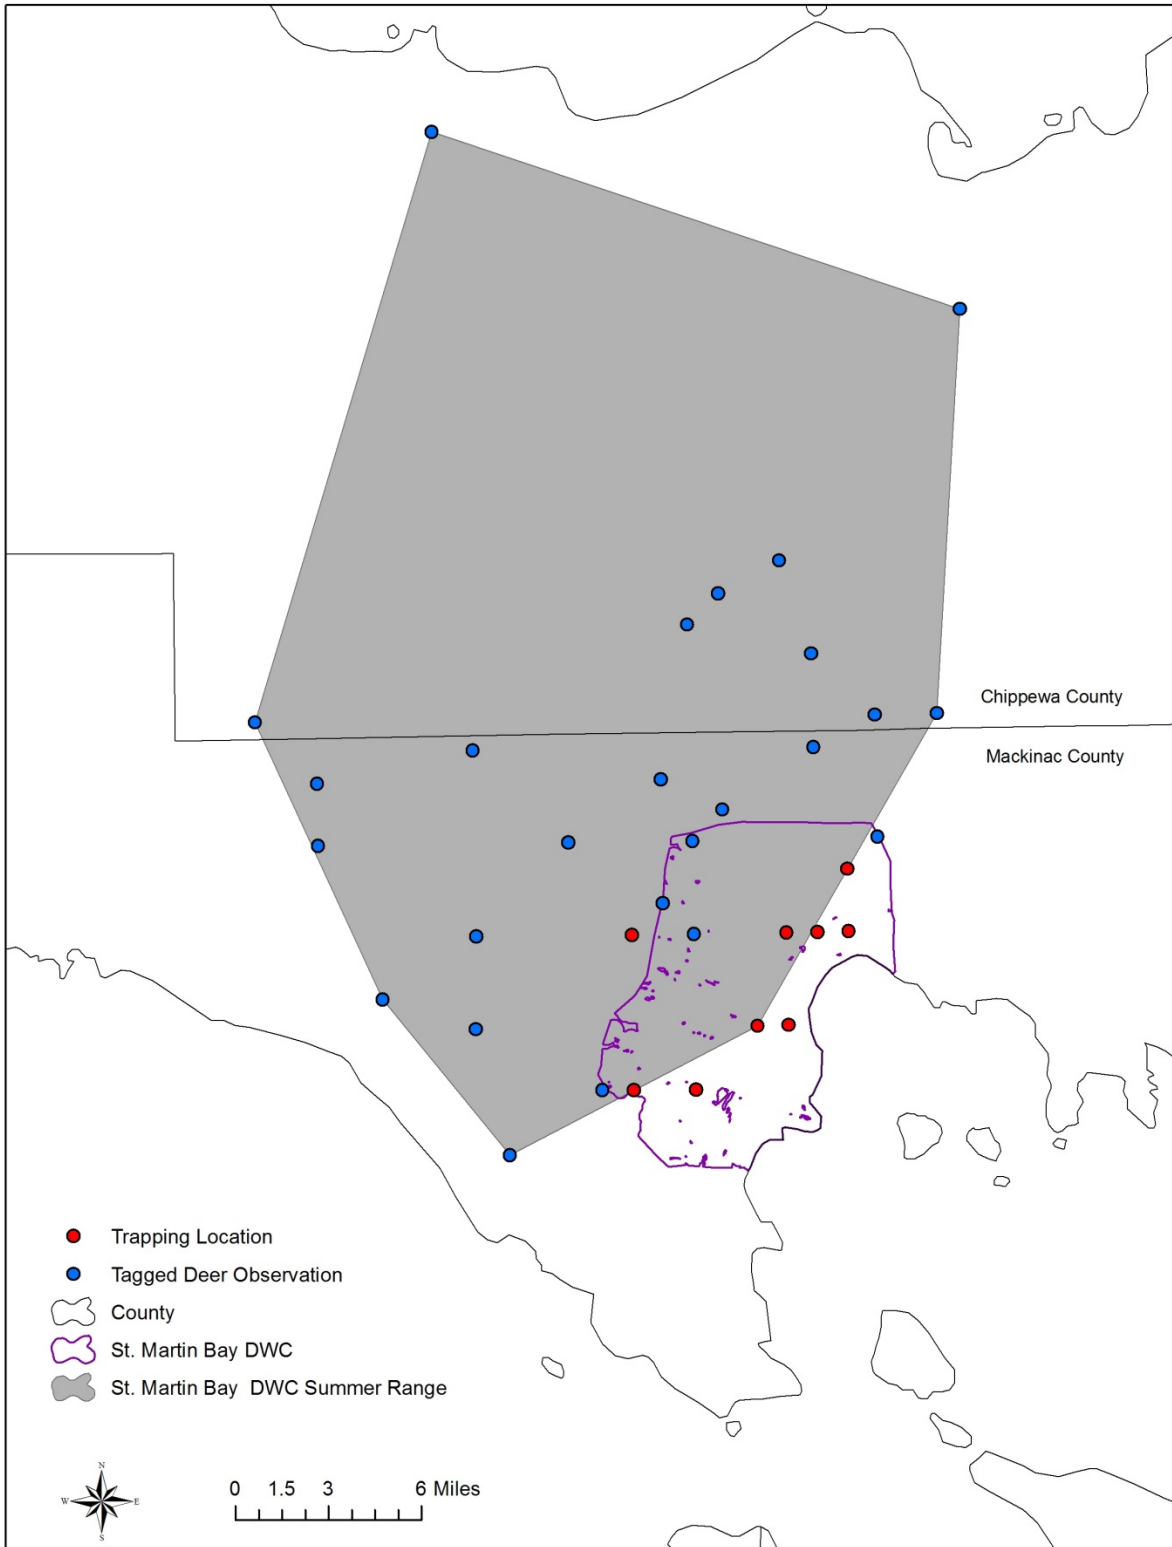 Chippewa County
Mackinac County
Trapping Location
Tagged Deer Observation
County
St. Martin Bay DWC
St. Martin Bay  DWC Summer Range
N
W
E
S
0 1.5 3 6 Miles